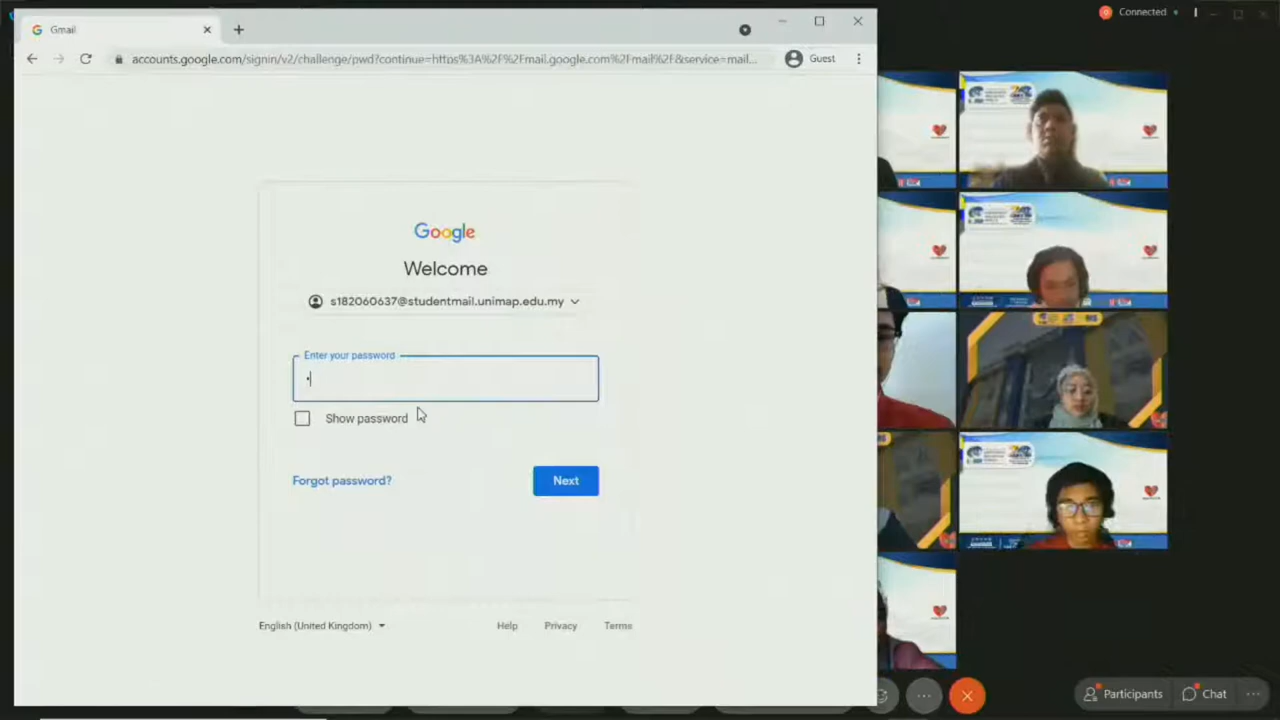 Gmail
Connected
accounts.google.com/signin/v2/challenge/pwd?continue=https%3A%2F%2Fmail.google.com%2Fmail%2F&service=mail...
Guest
Google
Welcome
s182060637@studentmail.unimap.edu.my
Enter your password
Show password
Forgot password?
Next
English (United Kingdom)
Help
Privacy
Terms
Participants
Chat